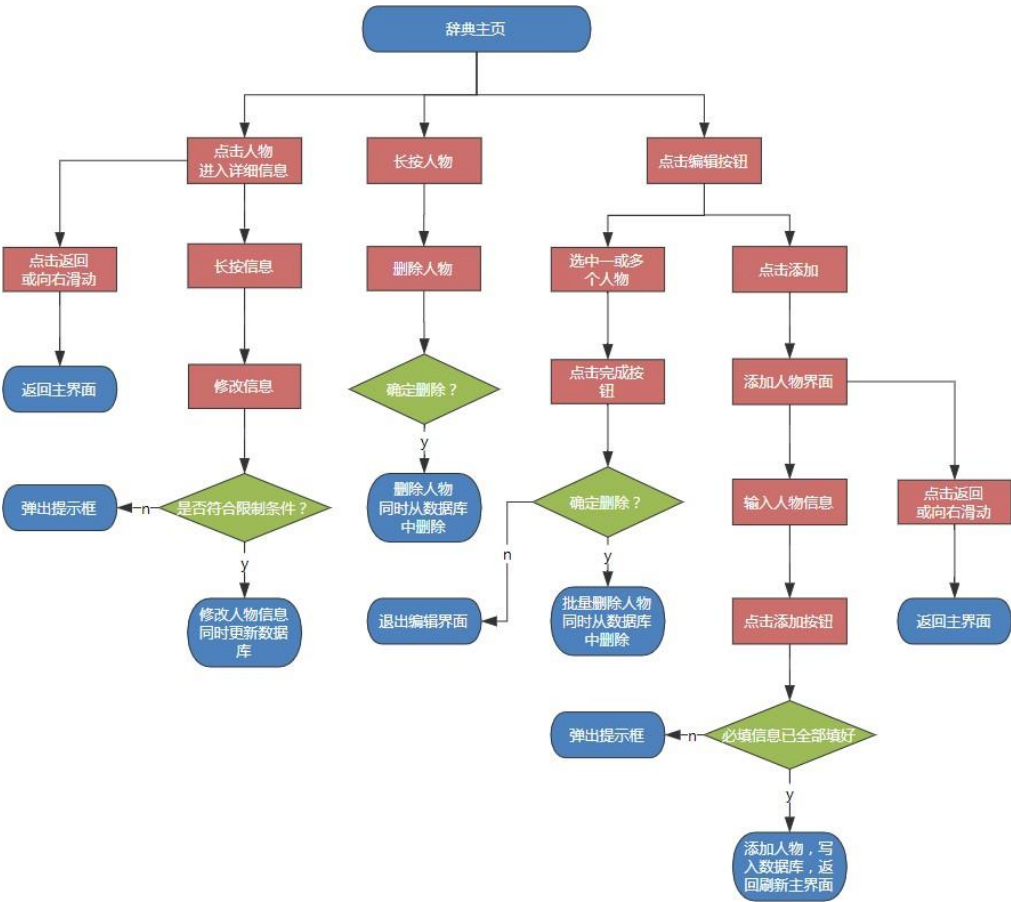 辞典主页
点击人物
进入详细信息
长按人物
点击编辑按钮
点击返回
或向右滑动
长按信息
删除人物
选中一或多
个人物
点击添加
返回主界面
修改信息
确定删除？
点击完成按
钮
添加人物界面
y
弹出提示框
n
是否符合限制条件？
删除人物
同时从数据库
中删除
确定删除？
输入人物信息
点击返回
或向右滑动
y
n
y
修改人物信息
同时更新数据
库
退出编辑界面
批量删除人物
同时从数据库
中删除
点击添加按钮
返回主界面
弹出提示框
n
必填信息已全部填好
y
添加人物，写
入数据库，返
回刷新主界面